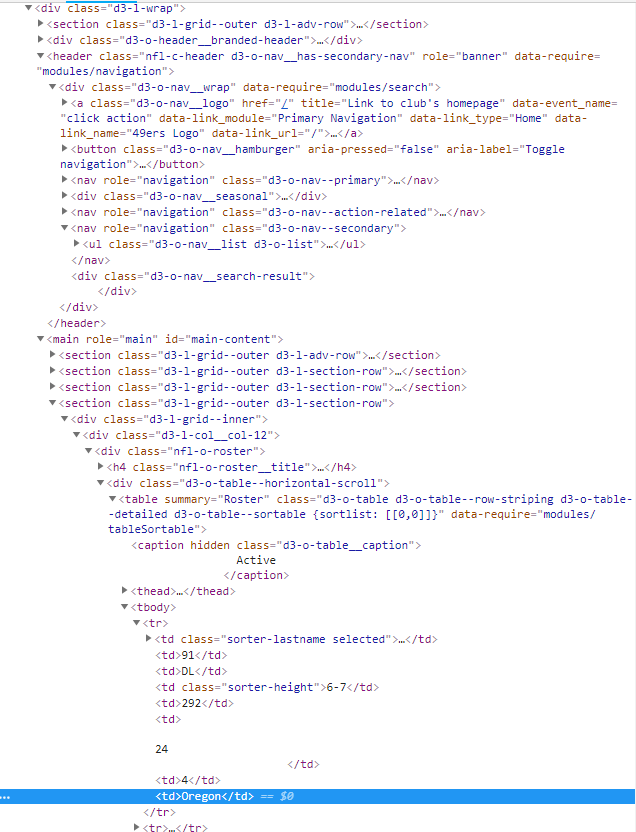 ▼<div class="d3-l-wrap">
▶<section class="d3-l-grid--outer d3-l-adv-row">…</section>
▶<div class="d3-o-header__branded-header">…</div>
▼<header class="nfl-c-header d3-o-nav__has-secondary-nav" role="banner" data-require=
"modules/navigation">
▼<div class="d3-o-nav__wrap" data-require="modules/search">
▶<a class="d3-o-nav__logo" href="/" title="Link to club's homepage" data-event_name=
"click action" data-link_module="Primary Navigation" data-link_type="Home" data-
link_name="49ers Logo" data-link_url="/">…</a>
▶<button class="d3-o-nav__hamburger" aria-pressed="false" aria-label="Toggle
navigation">…</button>
▶<nav role="navigation" class="d3-o-nav--primary">…</nav>
▶<div class="d3-o-nav__seasonal">…</div>
▶<nav role="navigation" class="d3-o-nav--action-related">…</nav>
▼<nav role="navigation" class="d3-o-nav--secondary">
▶<ul class="d3-o-nav__list d3-o-list">…</ul>
</nav>
<div class="d3-o-nav__search-result">
</div>
</div>
</header>
▼<main role="main" id="main-content">
▶<section class="d3-l-grid--outer d3-l-adv-row">…</section>
▶<section class="d3-l-grid--outer d3-l-section-row">…</section>
▶<section class="d3-l-grid--outer d3-l-section-row">…</section>
▼<section class="d3-l-grid--outer d3-l-section-row">
▼<div class="d3-l-grid--inner">
▼<div class="d3-l-col__col-12">
▼<div class="nfl-o-roster">
▶<h4 class="nfl-o-roster__title">…</h4>
▼<div class="d3-o-table--horizontal-scroll">
▼<table summary="Roster" class="d3-o-table d3-o-table--row-striping d3-o-table-
-detailed d3-o-table--sortable {sortlist: [[0,0]]}" data-require="modules/
tableSortable">
<caption hidden class="d3-o-table__caption">
Active
</caption>
▶<thead>…</thead>
▼<tbody>
▼<tr>
▶<td class="sorter-lastname selected">…</td>
<td>91</td>
<td>DL</td>
<td class="sorter-height">6-7</td>
<td>292</td>
<td>
24
</td>
<td>4</td>
… <td>Oregon</td> == $0
</tr>
▶<tr>…</tr>